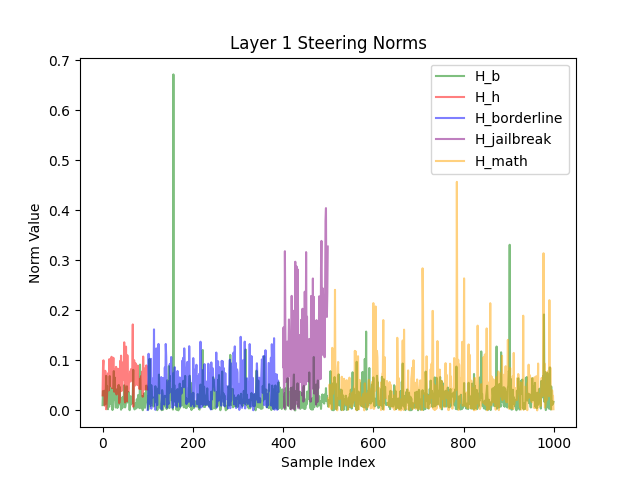 Layer 1 Steering Norms
H_b
H_h
H_borderline
H_jailbreak
H_math
Norm Value
0.7
0.6
0.5
0.4
0.3
0.2
0.1
0.0
0
200
400
600
800
1000
Sample Index